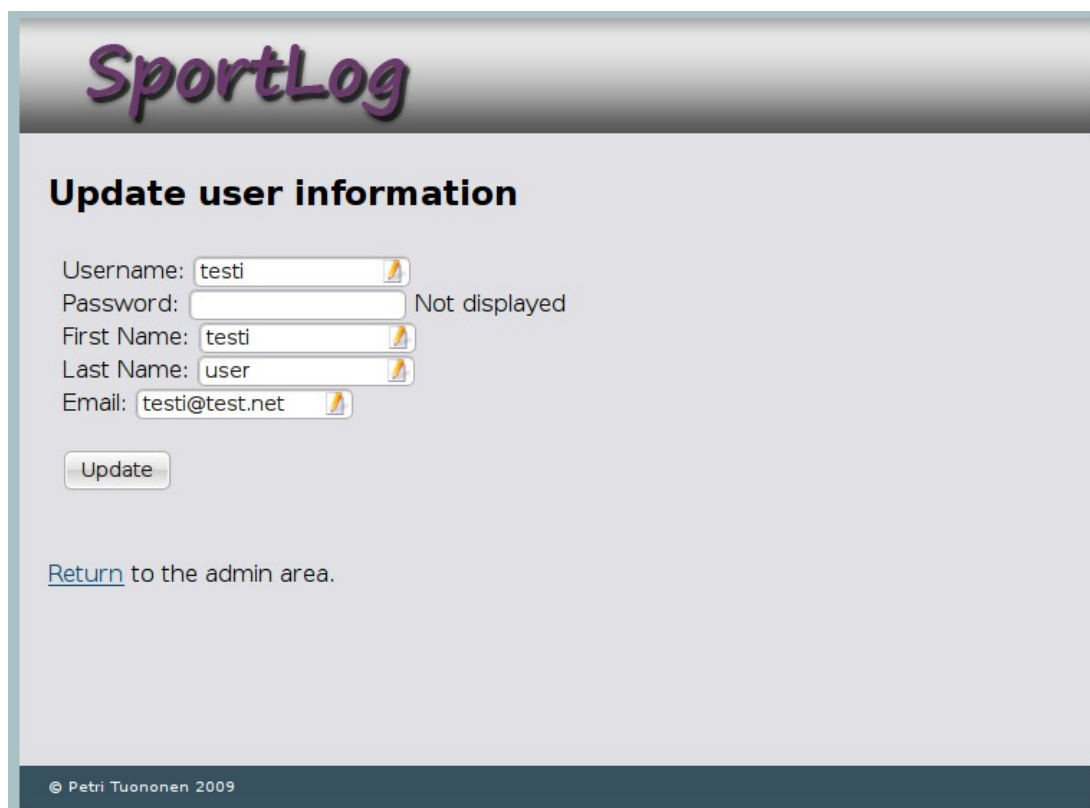 SportLog
Update user information
Username: testi
Password: Not displayed
First Name: testi
Last Name: user
Email: testi@test.net
Update
Return to the admin area.
© Petri Tuononen 2009